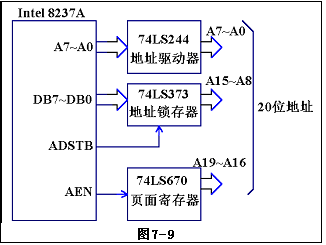 Intel 8237A
A7~A0
74LS244
地址驱动器
A7~A0
DB7~DB0
74LS373
地址锁存器
A15~A8
20位地址
ADSTB
A19~A16
AEN
74LS670
页面寄存器
图7-9